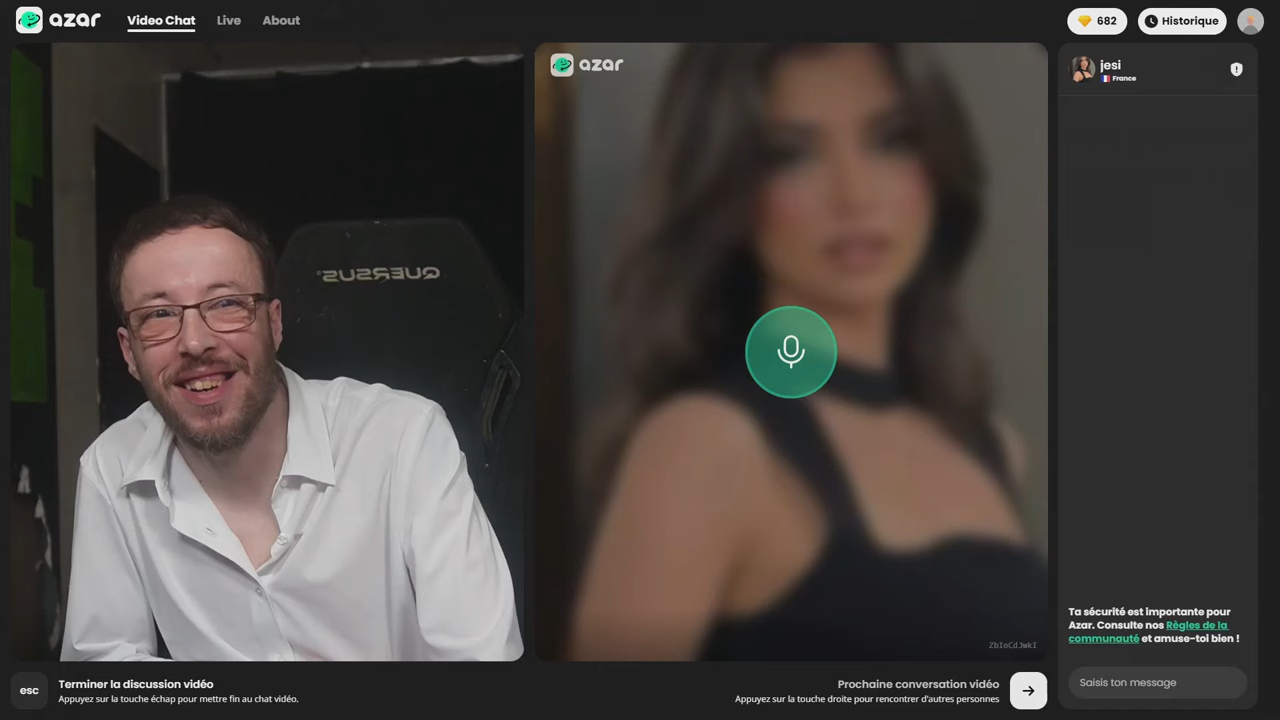 azar
Video Chat
Live
About
682
Historique
QUERSUS
azar
jesi
France
ZbIoCdJwkI
Ta sécurité est importante pour
Azar. Consulte nos Règles de la
communauté et amuse-toi bien !
Saisis ton message
esc
Terminer la discussion vidéo
Appuyez sur la touche échap pour mettre fin au chat vidéo.
Prochaine conversation vidéo
Appuyez sur la touche droite pour rencontrer d'autres personnes